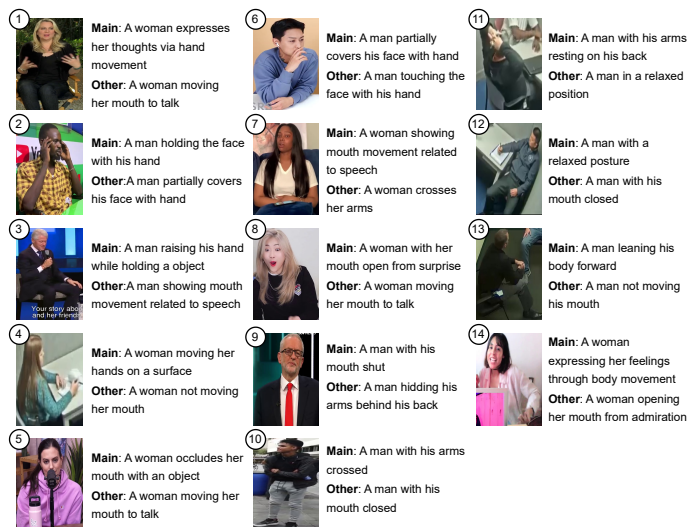 1
Main: A woman expresses
her thoughts via hand
movement
Other: A woman moving
her mouth to talk
2
Main: A man holding the face
with his hand
Other:A man partially covers
his face with hand
3
Your story abou
and her friend
Main: A man raising his hand
while holding a object
Other:A man showing mouth
movement related to speech
4
Main: A woman moving her
hands on a surface
Other: A woman not moving
her mouth
5
Main: A woman occludes her
mouth with an object
Other: A woman moving her
mouth to talk
6
Main: A man partially
covers his face with hand
Other: A man touching the
face with his hand
7
Main: A woman showing
mouth movement related
to speech
Other: A woman crosses
her arms
8
Main: A woman with her
mouth open from surprise
Other: A woman moving
her mouth to talk
9
Main: A man with his
mouth shut
Other: A man hidding his
arms behind his back
10
Main: A man with his arms
crossed
Other: A man with his
mouth closed
11
Main: A man with his arms
resting on his back
Other: A man in a relaxed
position
12
Main: A man with a
relaxed posture
Other: A man with his
mouth closed
13
Main: A man leaning his
body forward
Other: A man not moving
his mouth
14
Main: A woman
expressing her feelings
through body movement
Other: A woman opening
her mouth from admiration